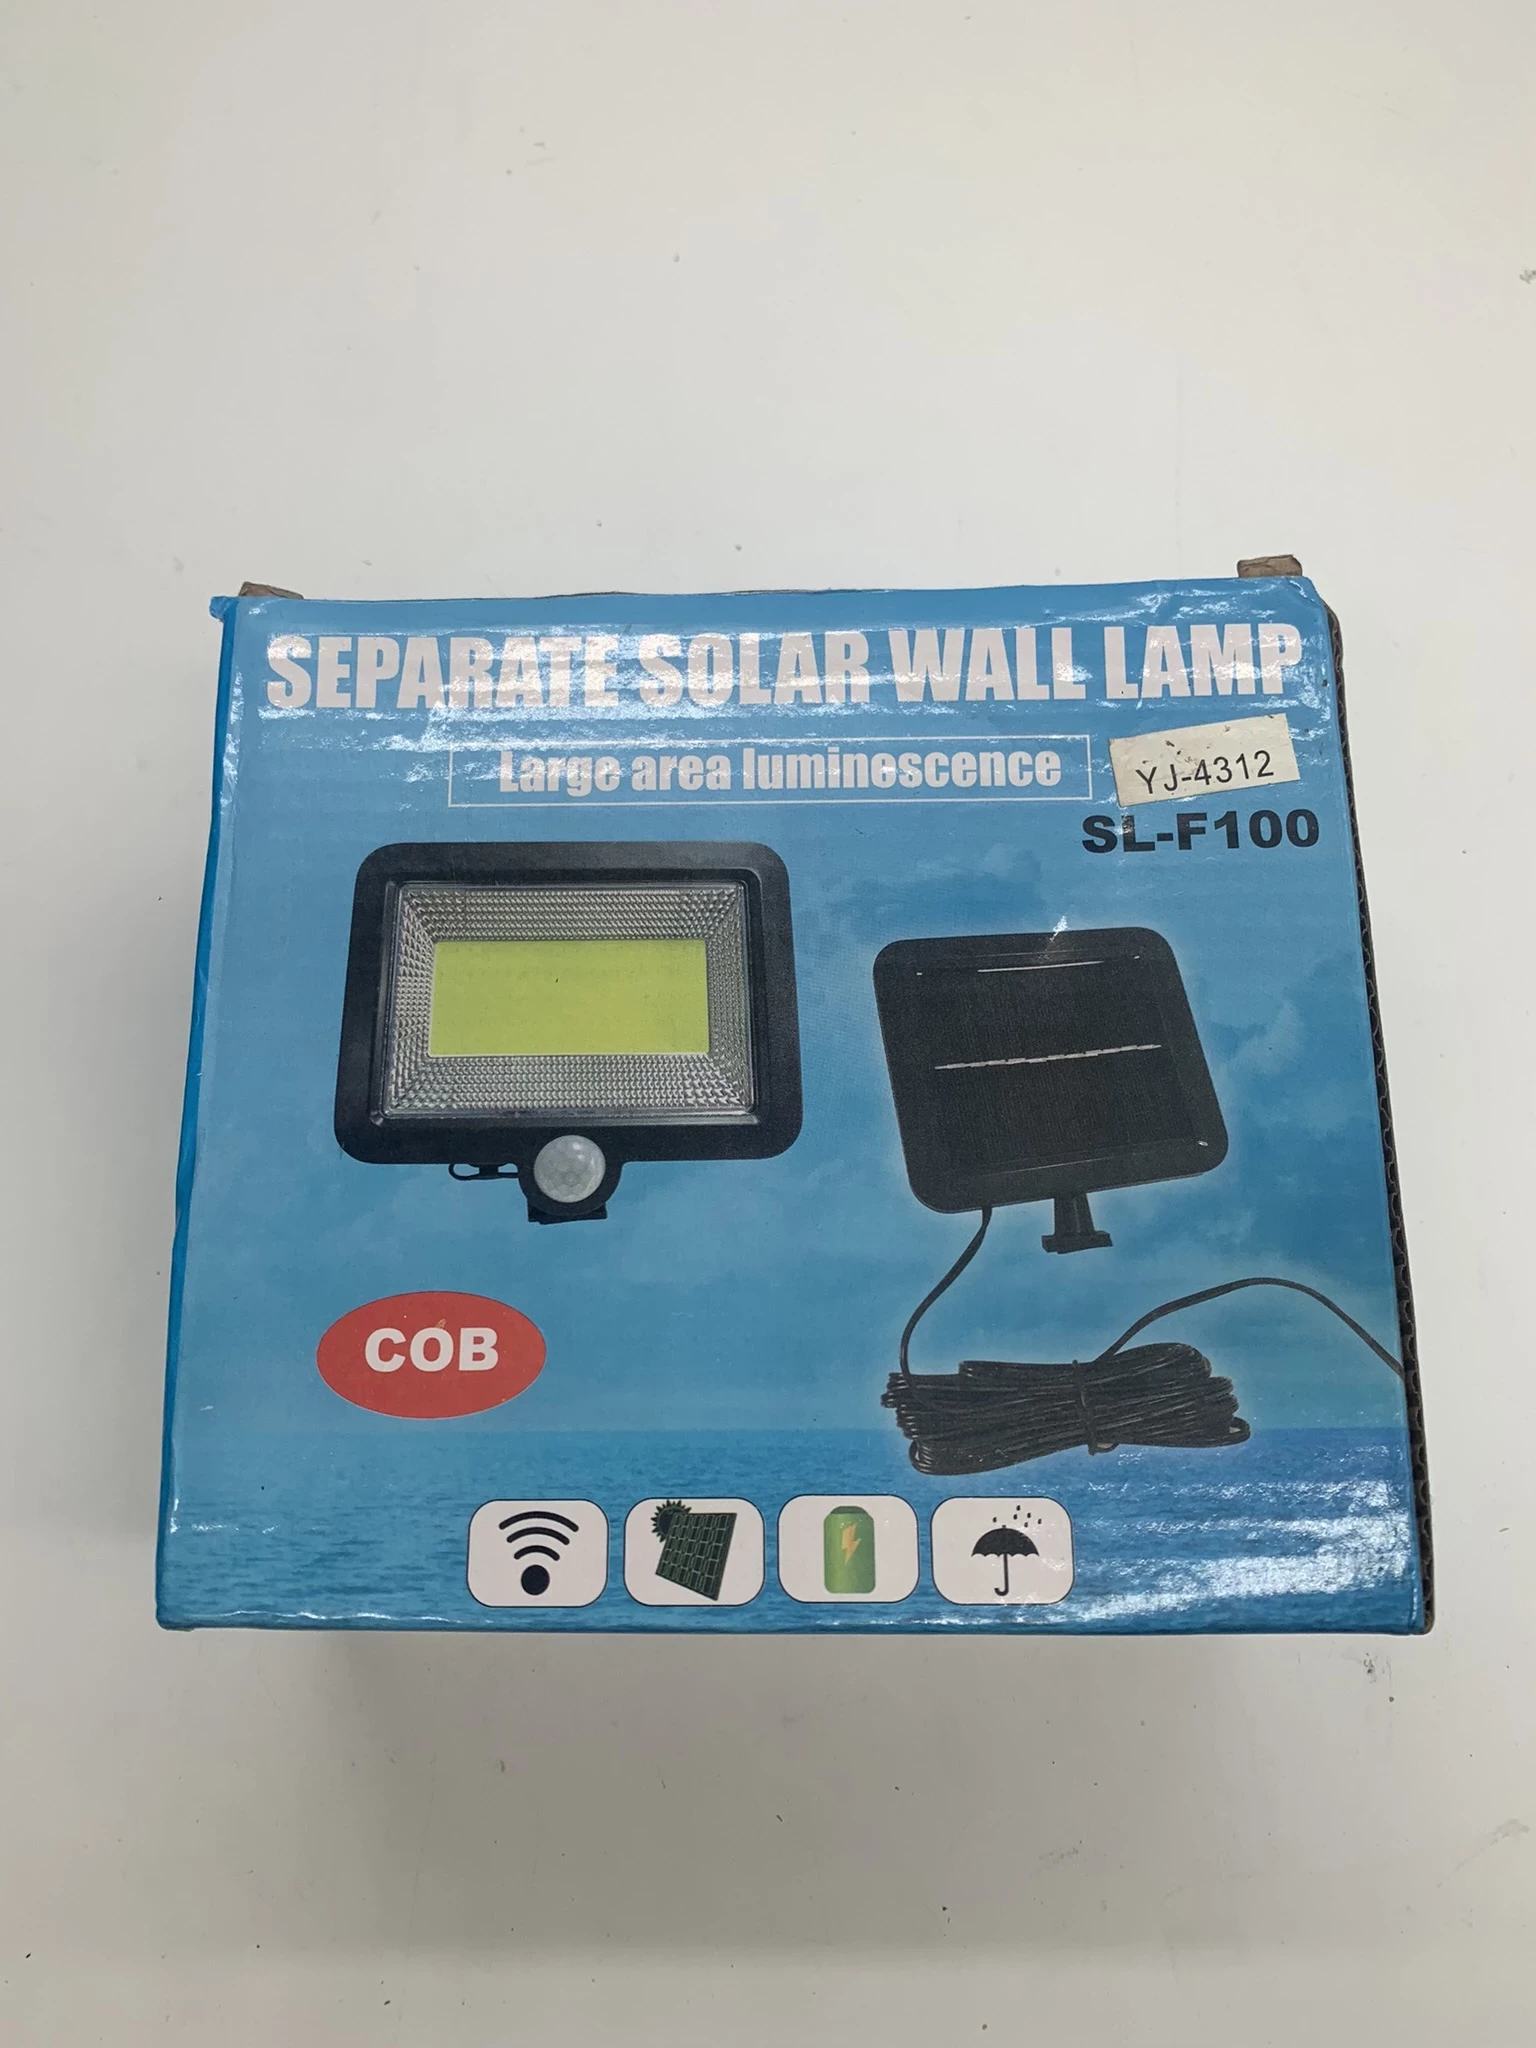 SEPARATE SOLAR WALL LAMP
Large area luminescence
YJ-4312
SL-F100
COB